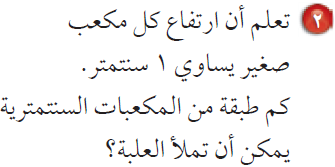 ٢ تعلم أن ارتفاع كل مكعب
صغير يساوي ١ سنتمتر.
كم طبقة من المكعبات السنتمترية
يمكن أن تملأ العلبة؟